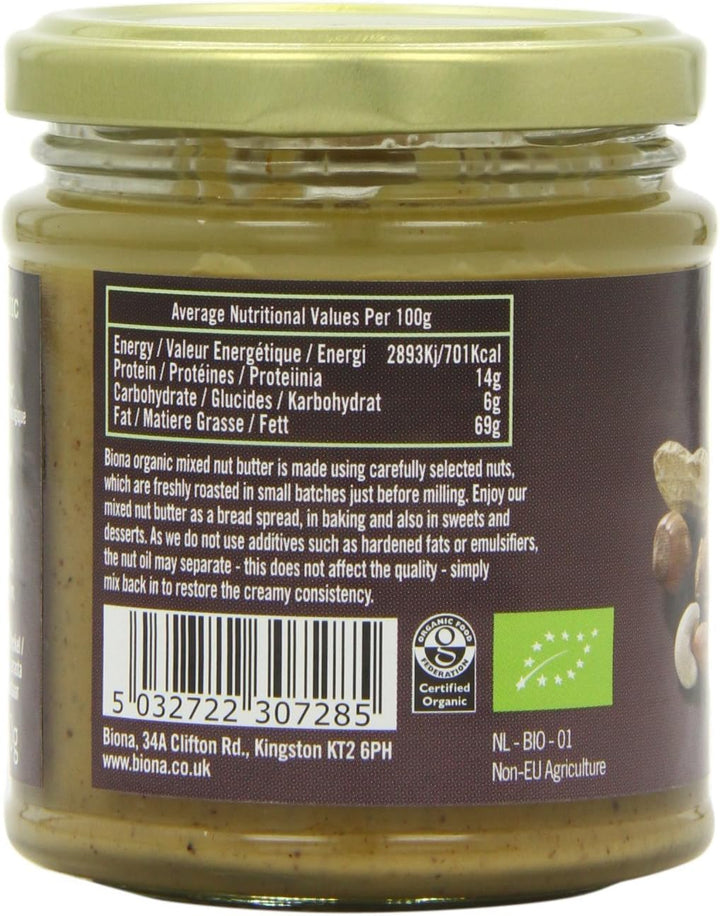 Average Nutritional Values Per 100g
Energy / Valeur Energétique / Energi 2893Kj/701Kcal
Protein / Protéines / Proteiinia 14g
Carbohydrate / Glucides / Karbohydrat 6g
Fat / Matiere Grasse / Fett 69g
Biona organic mixed nut butter is made using carefully selected nuts,
which are freshly roasted in small batches just before milling. Enjoy our
mixed nut butter as a bread spread, in baking and also in sweets and
desserts. As we do not use additives such as hardened fats or emulsifiers,
the nut oil may separate - this does not affect the quality - simply
mix back in to restore the creamy consistency.
5 032722 307285
ORGANIC FOOD
FEDERATION
Certified
Organic
Biona, 34A Clifton Rd., Kingston KT2 6PH
www.biona.co.uk
NL - BIO - 01
Non-EU Agriculture